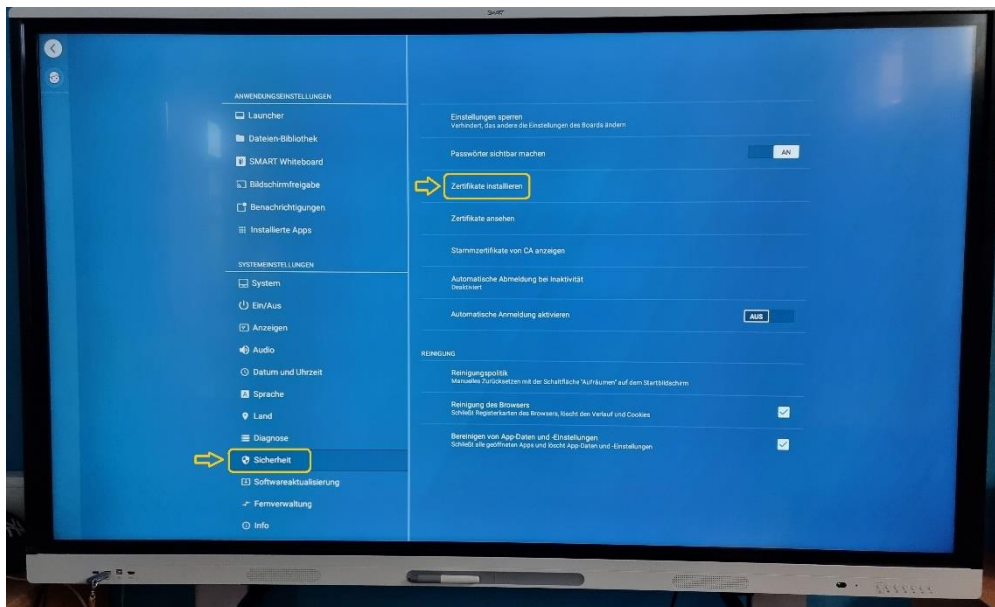 SMART
ANWENDUNGSEINSTELLUNGEN
Launcher
Dateien-Bibliothek
SMART Whiteboard
Bildschirmfreigabe
Benachrichtigungen
Installierte Apps
SYSTEMEINSTELLUNGEN
System
Ein/Aus
Anzeigen
Audio
Datum und Uhrzeit
Sprache
Land
Diagnose
Sicherheit
Softwareaktualisierung
Fernverwaltung
Info
Einstellungen sperren
Verhindert, das andere die Einstellungen des Boards ändern
Passwörter sichtbar machen
AN
Zertifikate installieren
Zertifikate ansehen
Stammzertifikate von CA anzeigen
Automatische Abmeldung bei Inaktivität
Deaktiviert
Automatische Anmeldung aktivieren
AUS
REINIGUNG
Reinigungspolitik
Manuelles Zurücksetzen mit der Schaltfläche "Aufräumen" auf dem Startbildschirm
Reinigung des Browsers
Schließt Registerkarten des Browsers, löscht den Verlauf und Cookies
Bereinigen von App-Daten und -Einstellungen
Schließt alle geöffneten Apps und löscht App-Daten und -Einstellungen